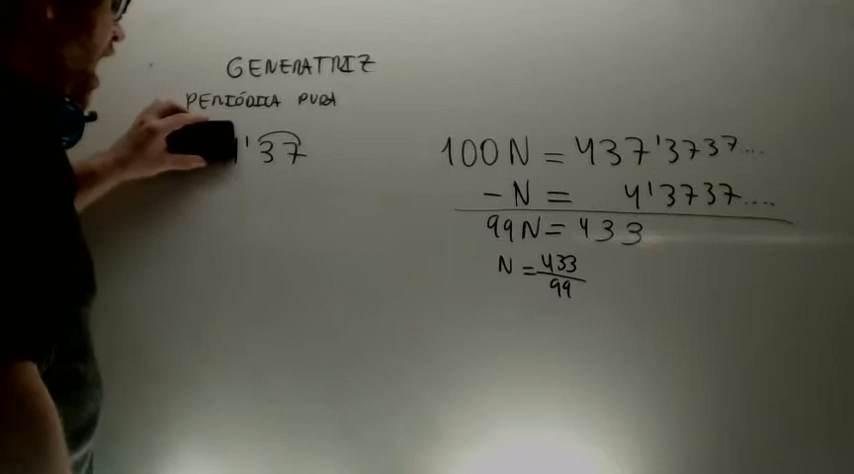 GENERATRIZ
PERIÓDICA PURA
'37
100N = 437'3737...
-N = 4'3737....
99N = 433
N = 433
99